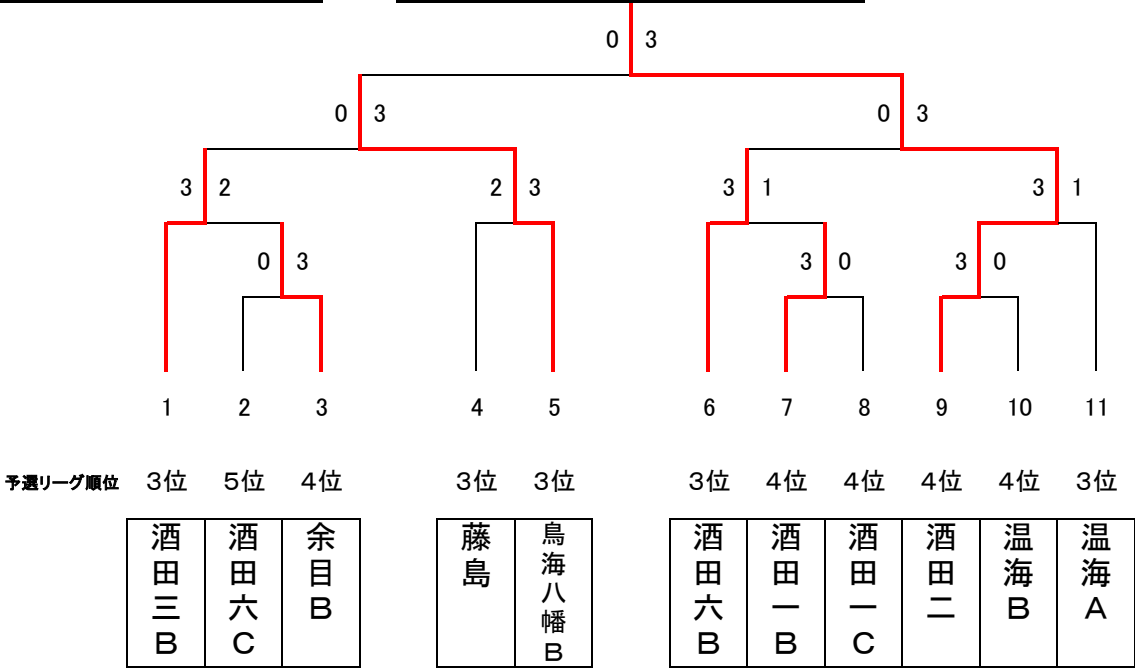 0 3
0 3 0 3
3 2 2 3 3 1 3 1
0 3 3 0 3 0
1 2 3 4 5 6 7 8 9 10 11
予選リーグ順位 3位 5位 4位 3位 3位 3位 4位 4位 4位 4位 3位
酒田三B
酒田六C
余目B
藤島
鳥海八幡B
酒田六B
酒田一B
酒田一C
酒田二
温海B
温海A